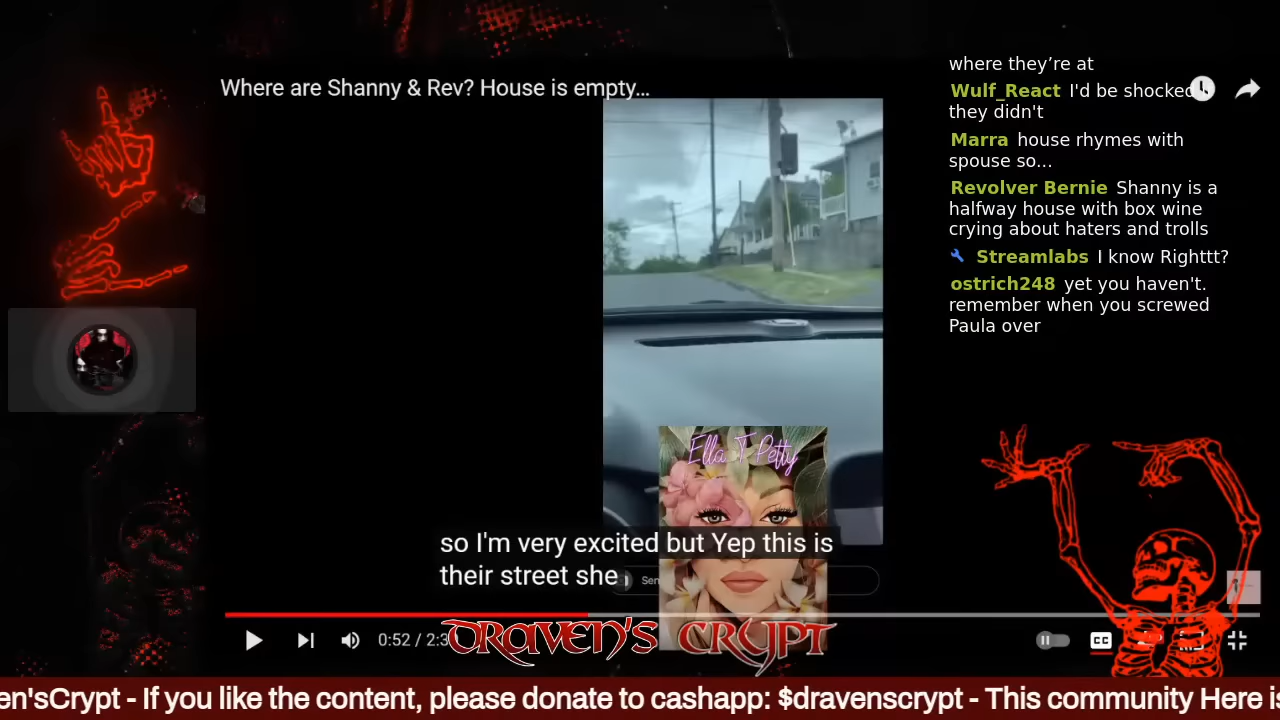 Where are Shanny & Rev? House is empty...
where they're at
Wulf_React I'd be shocked
they didn't
Marra house rhymes with
spouse so...
Revolver Bernie Shanny is a
halfway house with box wine
crying about haters and trolls
Streamlabs I know Righttt?
ostrich248 yet you haven't.
remember when you screwed
Paula over
Ella T Petty
so I'm very excited but Yep this is
their street she
Sen
0:52 / 2:3
CC
DRAVEN'S CRYPT
en'sCrypt - If you like the content, please donate to cashapp: $dravenscrypt - This community Here is